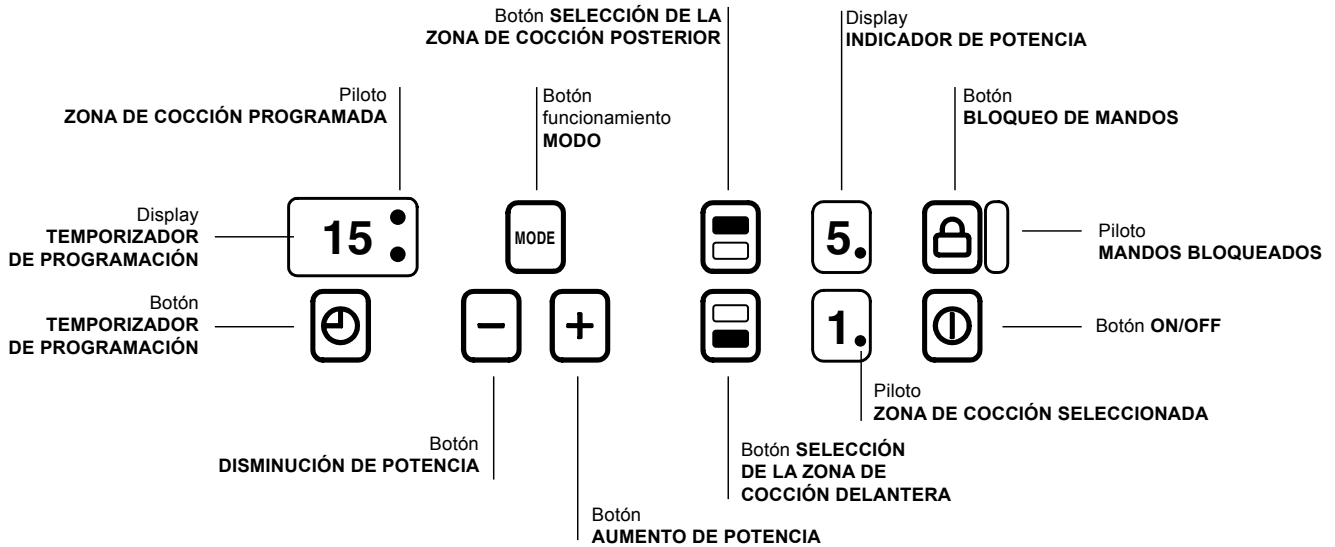 Botón SELECCIÓN DE LA
ZONA DE COCCIÓN POSTERIOR
Display
INDICADOR DE POTENCIA
Piloto
ZONA DE COCCIÓN PROGRAMADA
Botón
funcionamiento
MODO
Botón
BLOQUEO DE MANDOS
Display
TEMPORIZADOR
DE PROGRAMACIÓN
15
MODE
5.
Piloto
MANDOS BLOQUEADOS
Botón
TEMPORIZADOR
DE PROGRAMACIÓN
1.
Botón ON/OFF
Piloto
ZONA DE COCCIÓN SELECCIONADA
Botón
DISMINUCIÓN DE POTENCIA
Botón SELECCIÓN
DE LA ZONA DE
COCCIÓN DELANTERA
Botón
AUMENTO DE POTENCIA